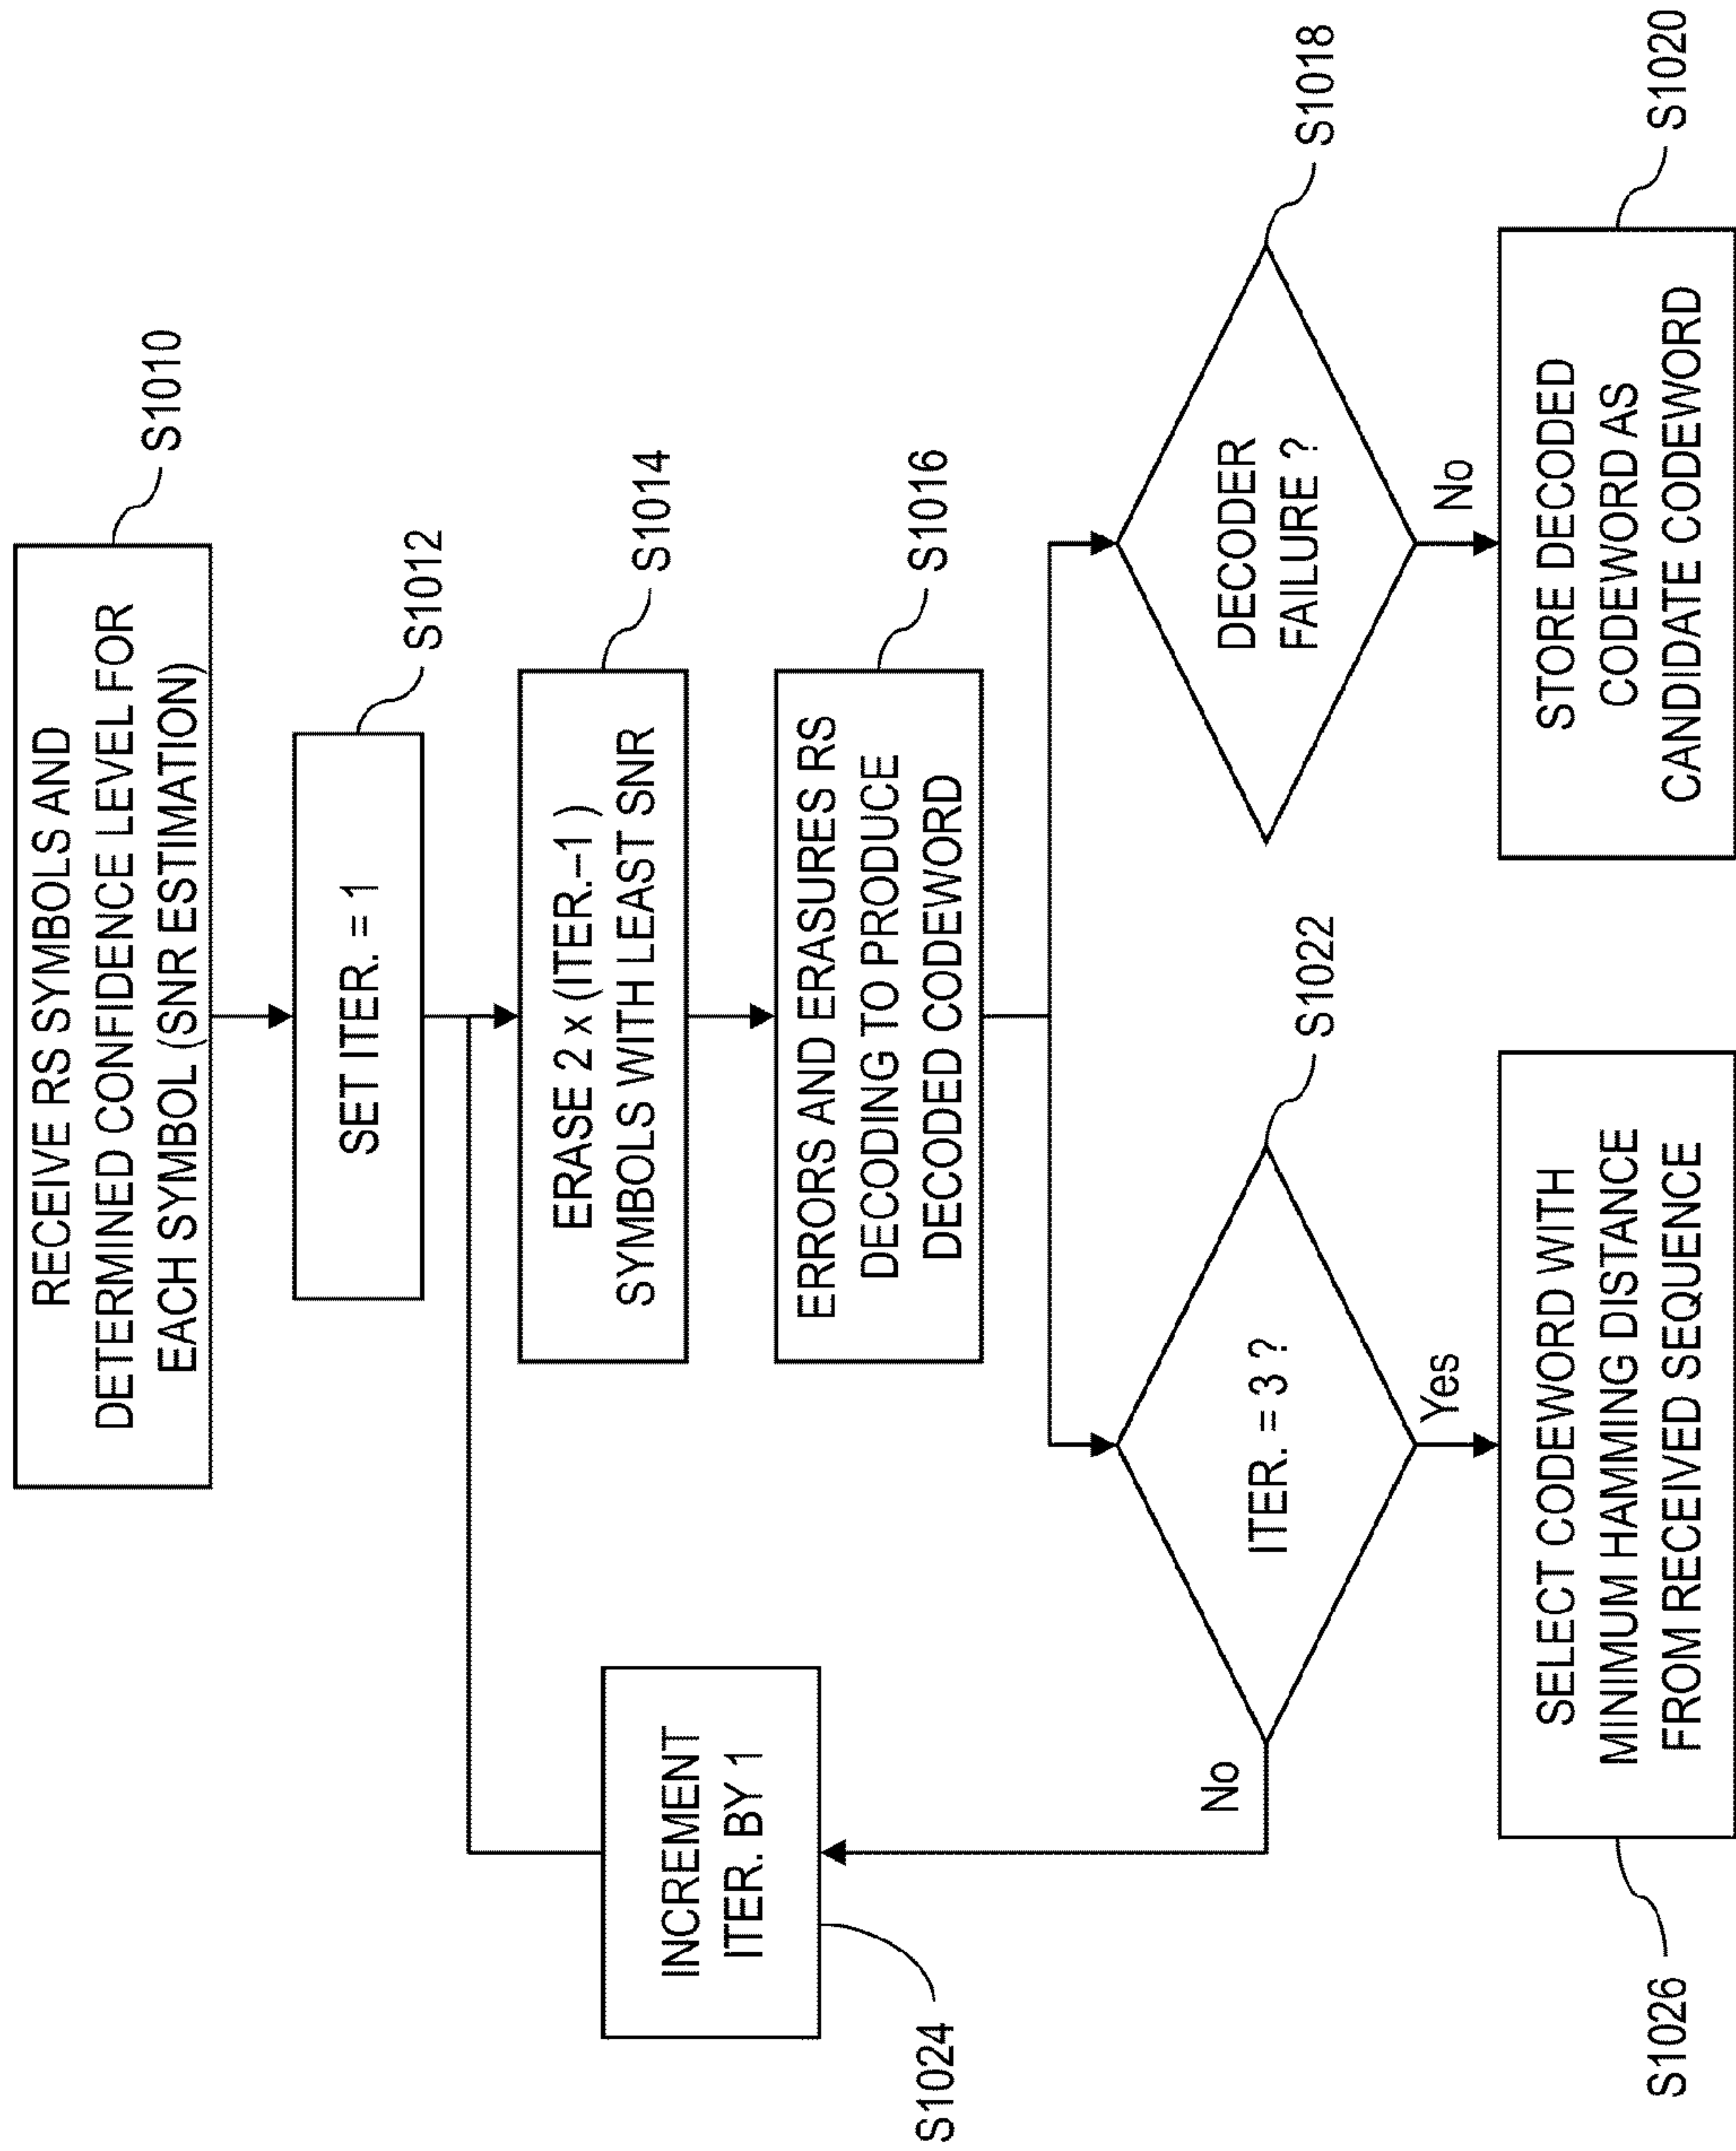 RECEIVE RS SYMBOLS AND
DETERMINED CONFIDENCE LEVEL FOR
EACH SYMBOL (SNR ESTIMATION)
S1010
SET ITER. = 1
S1012
ERASE 2 x (ITER.–1 )
SYMBOLS WITH LEAST SNR
S1014
ERRORS AND ERASURES RS
DECODING TO PRODUCE
DECODED CODEWORD
S1016
INCREMENT
ITER. BY 1
S1024
ITER. = 3 ?
S1022
No
Yes
DECODER
FAILURE ?
S1018
No
SELECT CODEWORD WITH
MINIMUM HAMMING DISTANCE
FROM RECEIVED SEQUENCE
S1026
STORE DECODED
CODEWORD AS
CANDIDATE CODEWORD
S1020